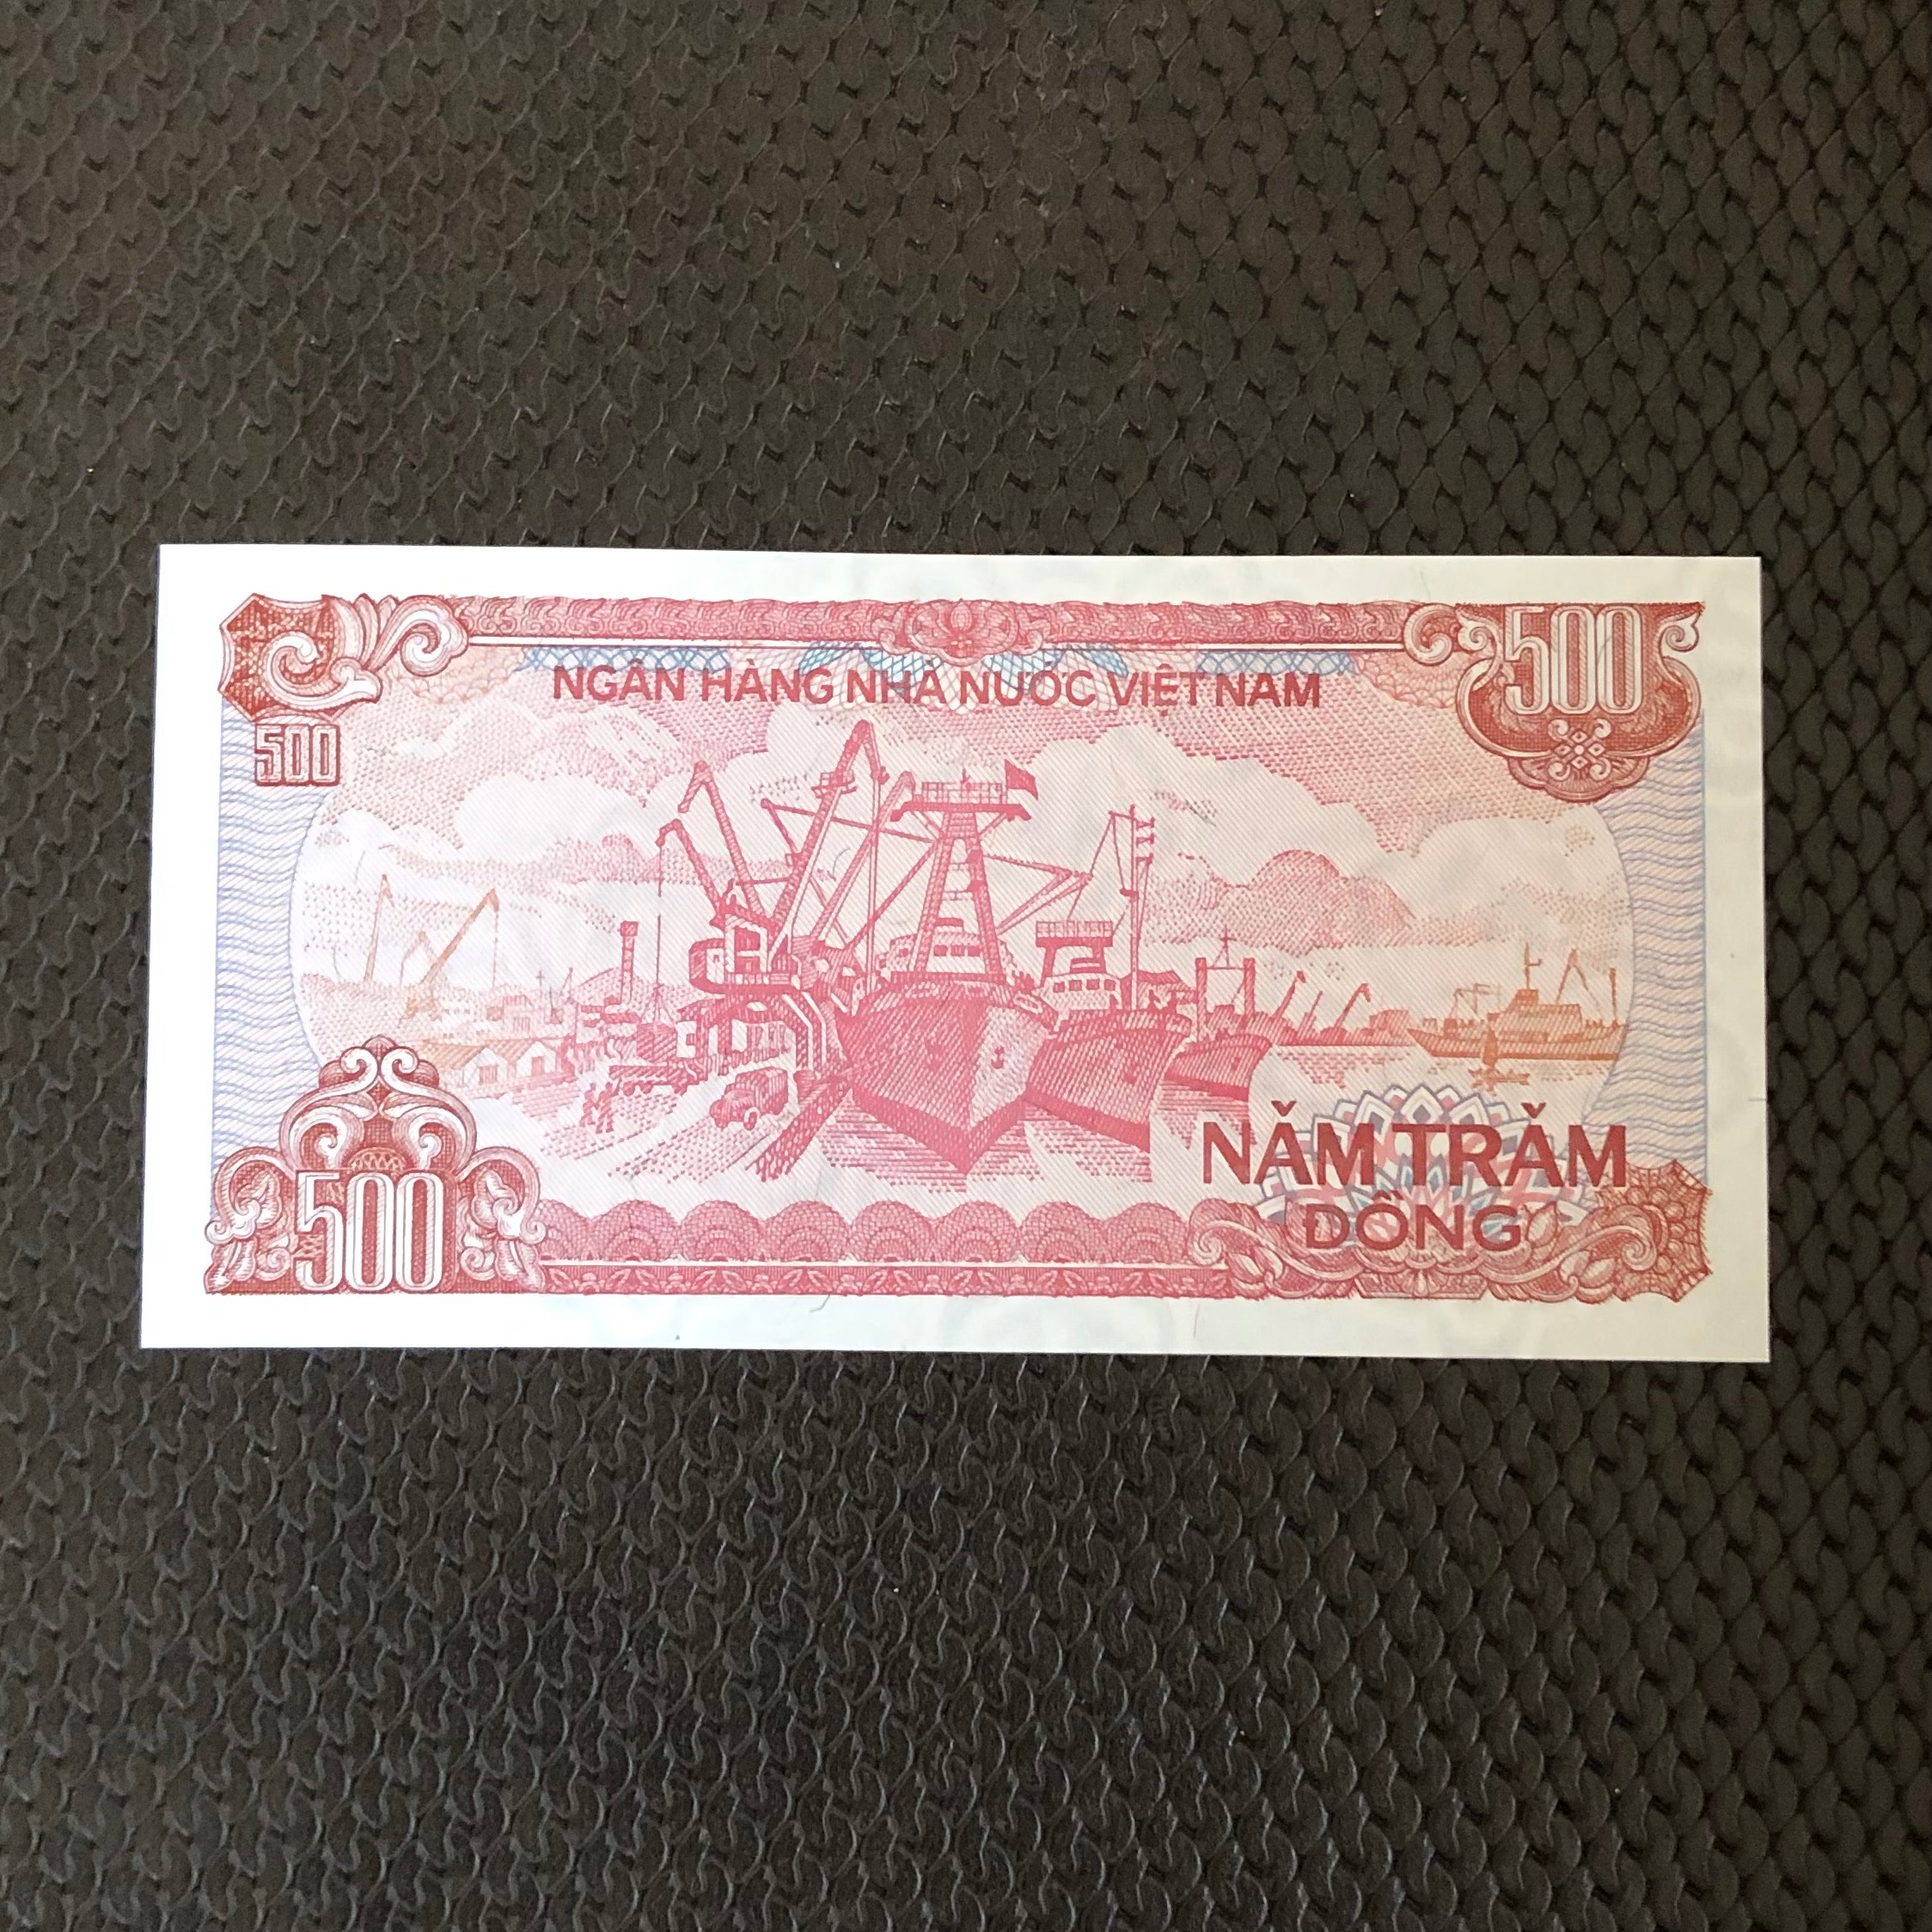 NGÂN HÀNG NHÀ NƯỚC VIỆT NAM
500
500
500
NĂM TRĂM
ĐỒNG